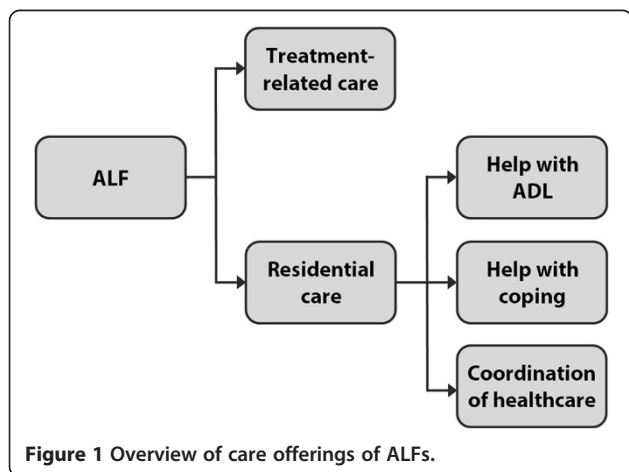 Treatment-
related care
ALF
Help with
ADL
Residential
care
Help with
coping
Coordination
of healthcare
Figure 1 Overview of care offerings of ALFs.